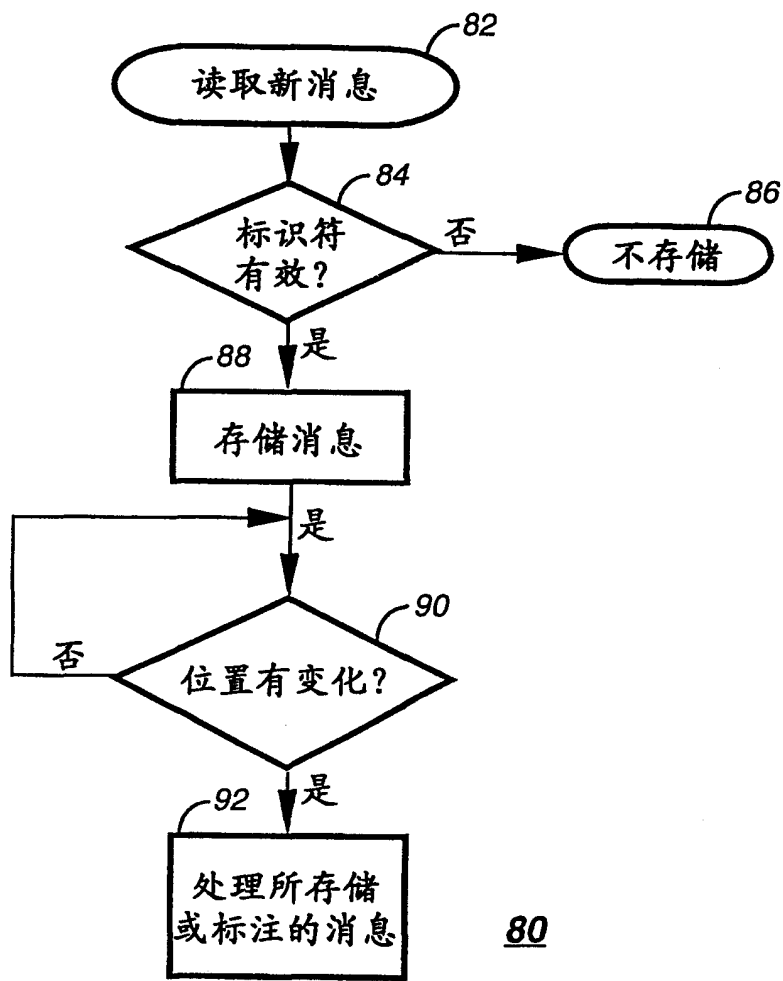 82
读取新消息
84
标识符
有效?
否
86
不存储
是
88
存储消息
是
90
否
位置有变化?
是
92
处理所存储
或标注的消息
80